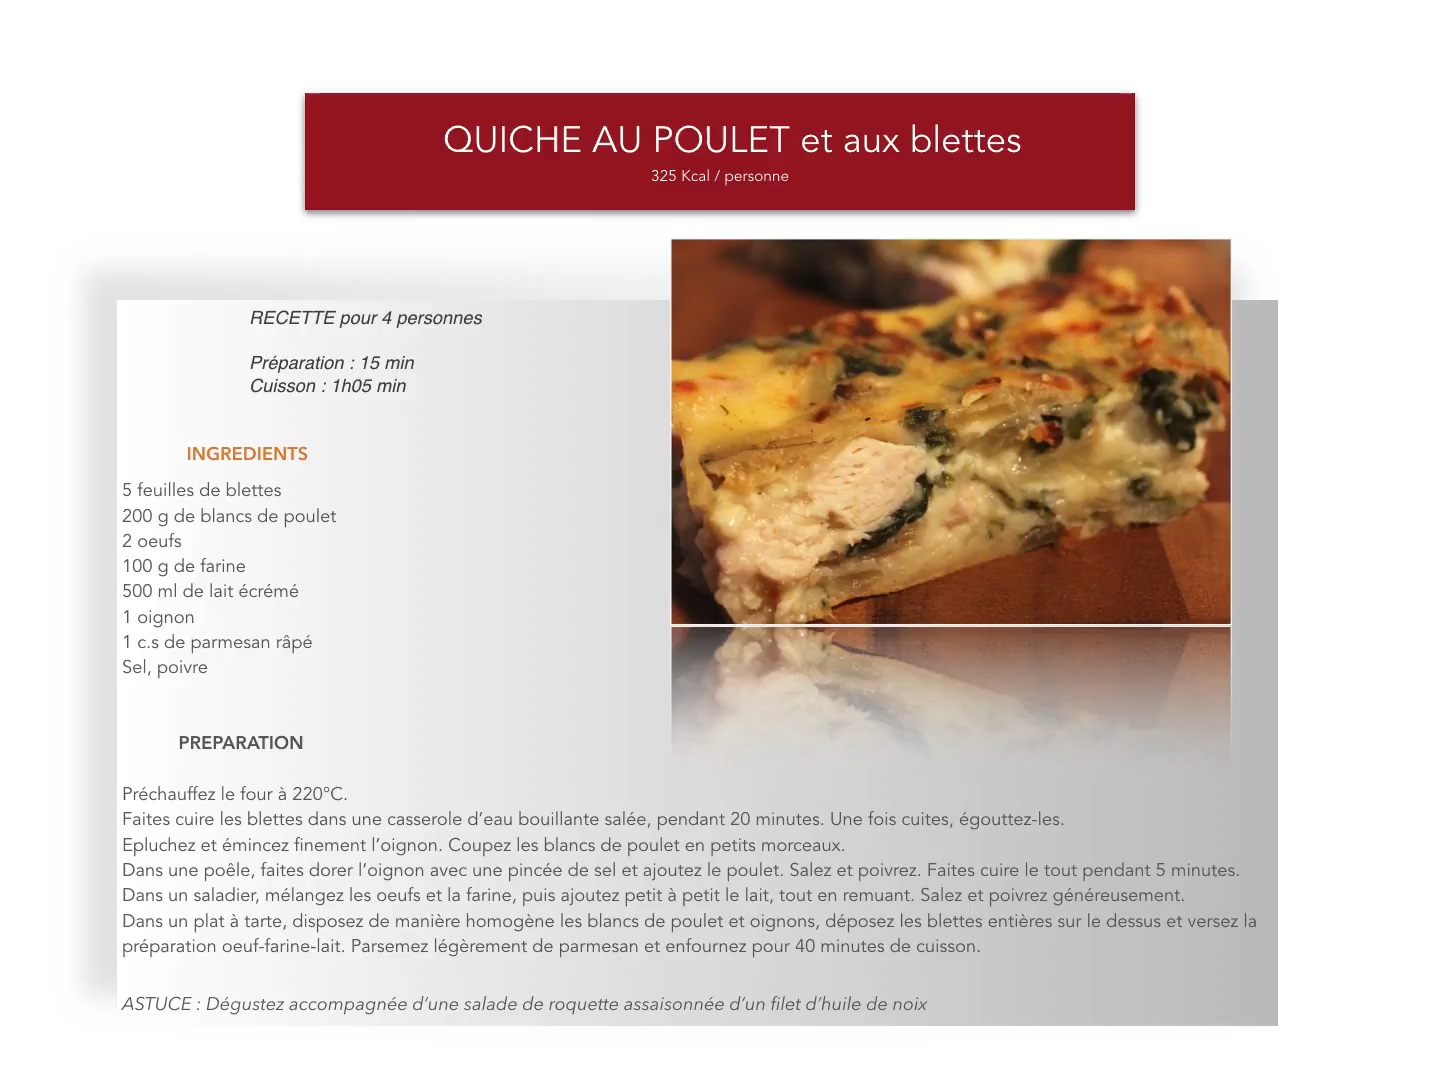 QUICHE AU POULET et aux blettes
325 Kcal / personne
RECETTE pour 4 personnes
Préparation : 15 min
Cuisson : 1h05 min
INGREDIENTS
5 feuilles de blettes
200 g de blancs de poulet
2 oeufs
100 g de farine
500 ml de lait écrémé
1 oignon
1 c.s de parmesan râpé
Sel, poivre
PREPARATION
Préchauffez le four à 220°C.
Faites cuire les blettes dans une casserole d’eau bouillante salée, pendant 20 minutes. Une fois cuites, égouttez-les.
Epluchez et émincez finement l’oignon. Coupez les blancs de poulet en petits morceaux.
Dans une poêle, faites dorer l’oignon avec une pincée de sel et ajoutez le poulet. Salez et poivrez. Faites cuire le tout pendant 5 minutes.
Dans un saladier, mélangez les oeufs et la farine, puis ajoutez petit à petit le lait, tout en remuant. Salez et poivrez généreusement.
Dans un plat à tarte, disposez de manière homogène les blancs de poulet et oignons, déposez les blettes entières sur le dessus et versez la
préparation oeuf-farine-lait. Parsemez légèrement de parmesan et enfournez pour 40 minutes de cuisson.
ASTUCE : Dégustez accompagnée d’une salade de roquette assaisonnée d’un filet d’huile de noix